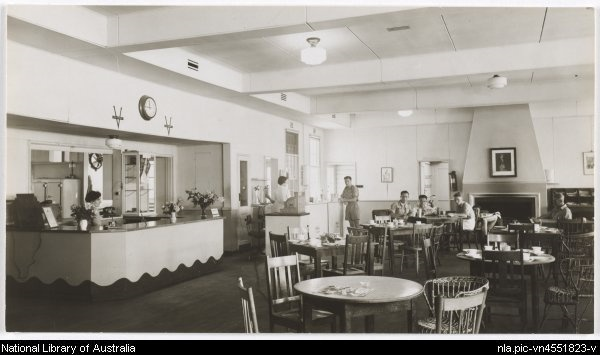 National Library of Australia
nla.pic-vn4551823-v